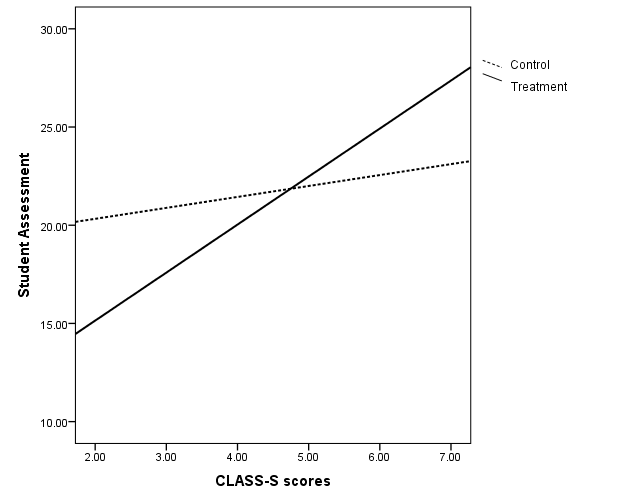 30.00
25.00
20.00
15.00
10.00
Student Assessment
2.00 3.00 4.00 5.00 6.00 7.00
CLASS-S scores
Control
Treatment